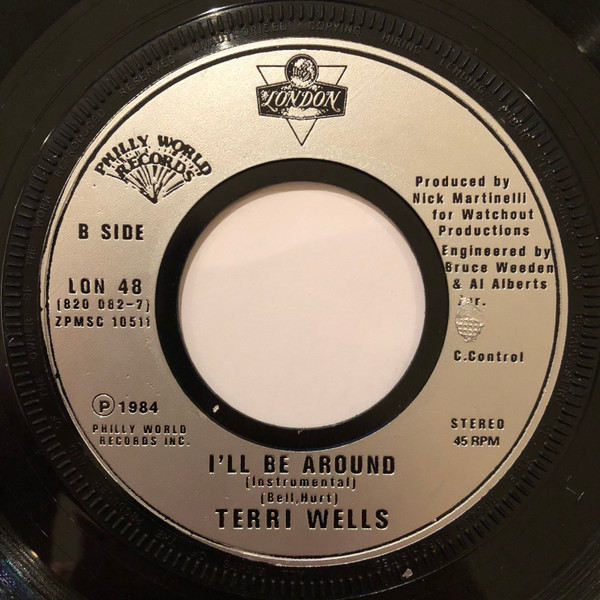 LONDON
PHILLY WORLD
RECORDS
B SIDE
LON 48
(820 082-7)
ZPMSC 10511
Ⓟ 1984
PHILLY WORLD
RECORDS INC.
Produced by
Nick Martinelli
for Watchout
Productions
Engineered by
Bruce Weeden
& Al Alberts
C.Control
STEREO
45 RPM
I'LL BE AROUND
(Instrumental)
(Bell,Hurt)
TERRI WELLS